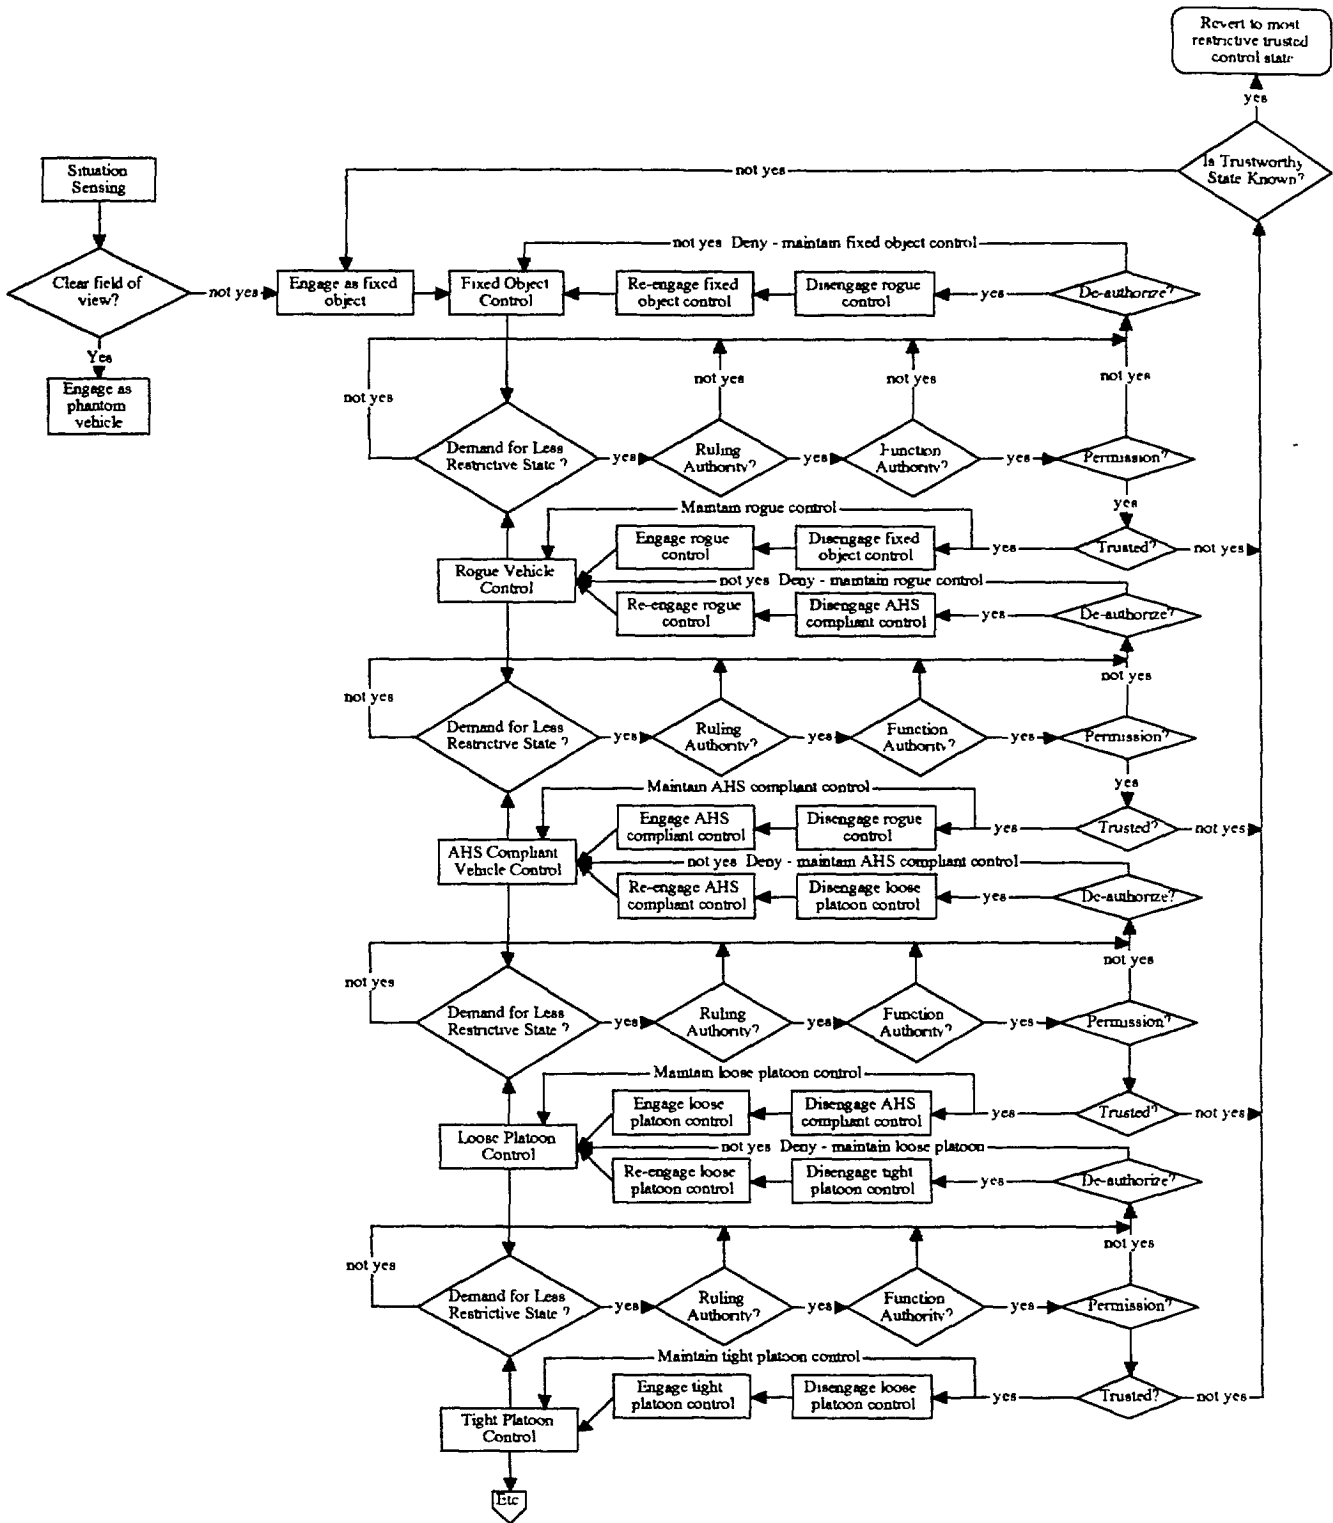 Revert to most
restrictive trusted
control state
yes
Is Trustworthy
State Known?
not yes
Situation
Sensing
Clear field of
view?
not yes
Yes
Engage as
phantom
vehicle
Engage as fixed
object
not yes Deny - maintain fixed object control
Fixed Object
Control
Re-engage fixed
object control
Disengage rogue
control
yes
De-authorize?
not yes
not yes
not yes
not yes
Demand for Less
Restrictive State ?
yes
Ruling
Authority?
yes
Function
Authority?
yes
Permission?
yes
Maintain rogue control
Engage rogue
control
Disengage fixed
object control
yes
Trusted?
not yes
Rogue Vehicle
Control
not yes Deny - maintain rogue control
Re-engage rogue
control
Disengage AHS
compliant control
yes
De-authorize?
not yes
not yes
Demand for Less
Restrictive State ?
yes
Ruling
Authority?
yes
Function
Authority?
yes
Permission?
yes
Maintain AHS compliant control
Engage AHS
compliant control
Disengage rogue
control
yes
Trusted?
not yes
AHS Compliant
Vehicle Control
not yes Deny - maintain AHS compliant control
Re-engage AHS
compliant control
Disengage loose
platoon control
yes
De-authorize?
not yes
not yes
Demand for Less
Restrictive State ?
yes
Ruling
Authority?
yes
Function
Authority?
yes
Permission?
Maintain loose platoon control
Engage loose
platoon control
Disengage AHS
compliant control
yes
Trusted?
not yes
Loose Platoon
Control
not yes Deny - maintain loose platoon
Re-engage loose
platoon control
Disengage tight
platoon control
yes
De-authorize?
not yes
not yes
Demand for Less
Restrictive State ?
yes
Ruling
Authority?
yes
Function
Authority?
yes
Permission?
Maintain tight platoon control
Engage tight
platoon control
Disengage loose
platoon control
yes
Trusted?
not yes
Tight Platoon
Control
Etc